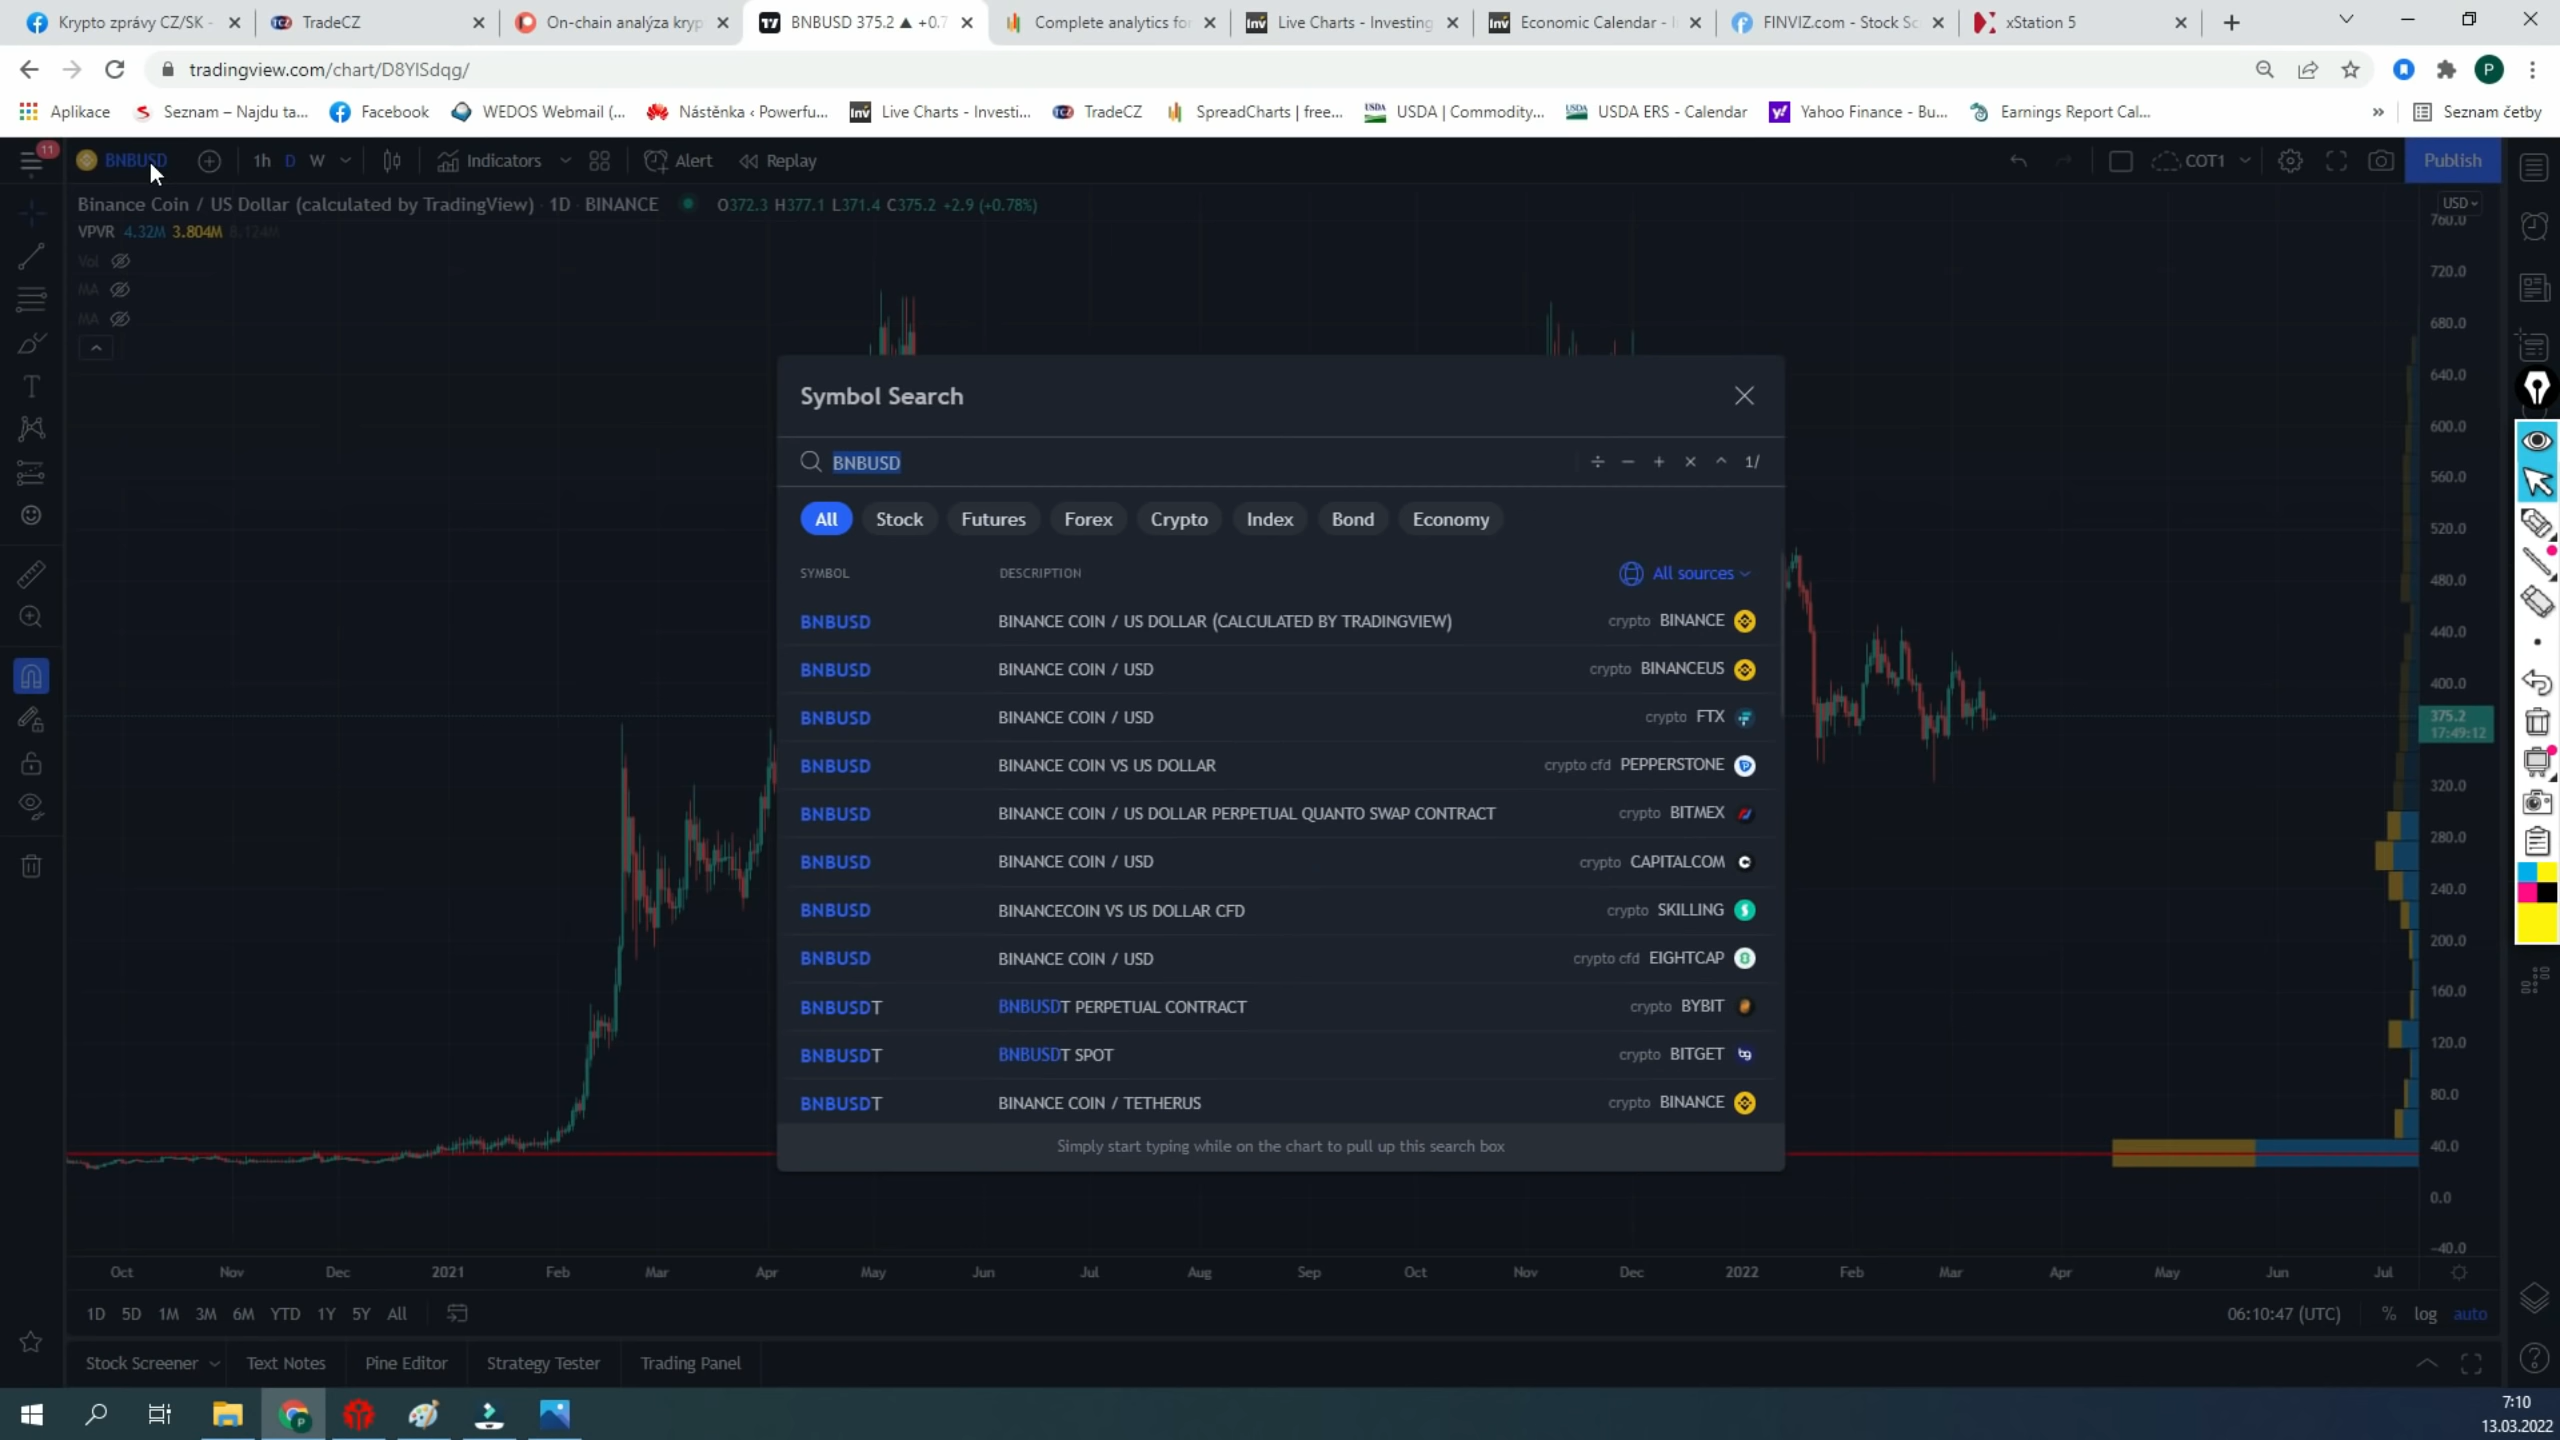 Krypto zprávy CZ/SK -
TradeCZ
On-chain analýza kryp
BNBUSD 375.2 ▲ +0.7
Complete analytics fo
Live Charts - Investing
Economic Calendar - I
FINVIZ.com - Stock Sc
xStation 5
tradingview.com/chart/D8YlSdqg/
P
Aplikace
Seznam – Najdu ta...
Facebook
WEDOS Webmail (...
Nástěnka ‹ Powerfu...
Live Charts - Investi...
TradeCZ
SpreadCharts | free...
USDA | Commodity...
USDA ERS - Calendar
Yahoo Finance - Bu...
Earnings Report Cal...
»
Seznam četby
11
BNBUSD
1h D W
Indicators
Alert
Replay
COT1
Publish
Binance Coin / US Dollar (calculated by TradingView) · 1D · BINANCE
O372.3 H377.1 L371.4 C375.2 +2.9 (+0.78%)
USD
VPVR 4.32M 3.804M 8.124M
Vol
MA
MA
760.0
720.0
680.0
640.0
600.0
560.0
520.0
480.0
440.0
400.0
375.2
17:49:12
320.0
280.0
240.0
200.0
160.0
120.0
80.0
40.0
0.0
−40.0
Symbol Search
BNBUSD
÷ − + × ^ 1/
All Stock Futures Forex Crypto Index Bond Economy
SYMBOL DESCRIPTION All sources
BNBUSD BINANCE COIN / US DOLLAR (CALCULATED BY TRADINGVIEW) crypto BINANCE
BNBUSD BINANCE COIN / USD crypto BINANCEUS
BNBUSD BINANCE COIN / USD crypto FTX
BNBUSD BINANCE COIN VS US DOLLAR crypto cfd PEPPERSTONE
BNBUSD BINANCE COIN / US DOLLAR PERPETUAL QUANTO SWAP CONTRACT crypto BITMEX
BNBUSD BINANCE COIN / USD crypto CAPITALCOM
BNBUSD BINANCECOIN VS US DOLLAR CFD crypto SKILLING
BNBUSD BINANCE COIN / USD crypto cfd EIGHTCAP
BNBUSDT BNBUSDT PERPETUAL CONTRACT crypto BYBIT
BNBUSDT BNBUSDT SPOT crypto BITGET
BNBUSDT BINANCE COIN / TETHERUS crypto BINANCE
Simply start typing while on the chart to pull up this search box
Oct Nov Dec 2021 Feb Mar Apr May Jun Jul Aug Sep Oct Nov Dec 2022 Feb Mar Apr May Jun Jul
1D 5D 1M 3M 6M YTD 1Y 5Y All
06:10:47 (UTC) % log auto
Stock Screener
Text Notes
Pine Editor
Strategy Tester
Trading Panel
7:10
13.03.2022